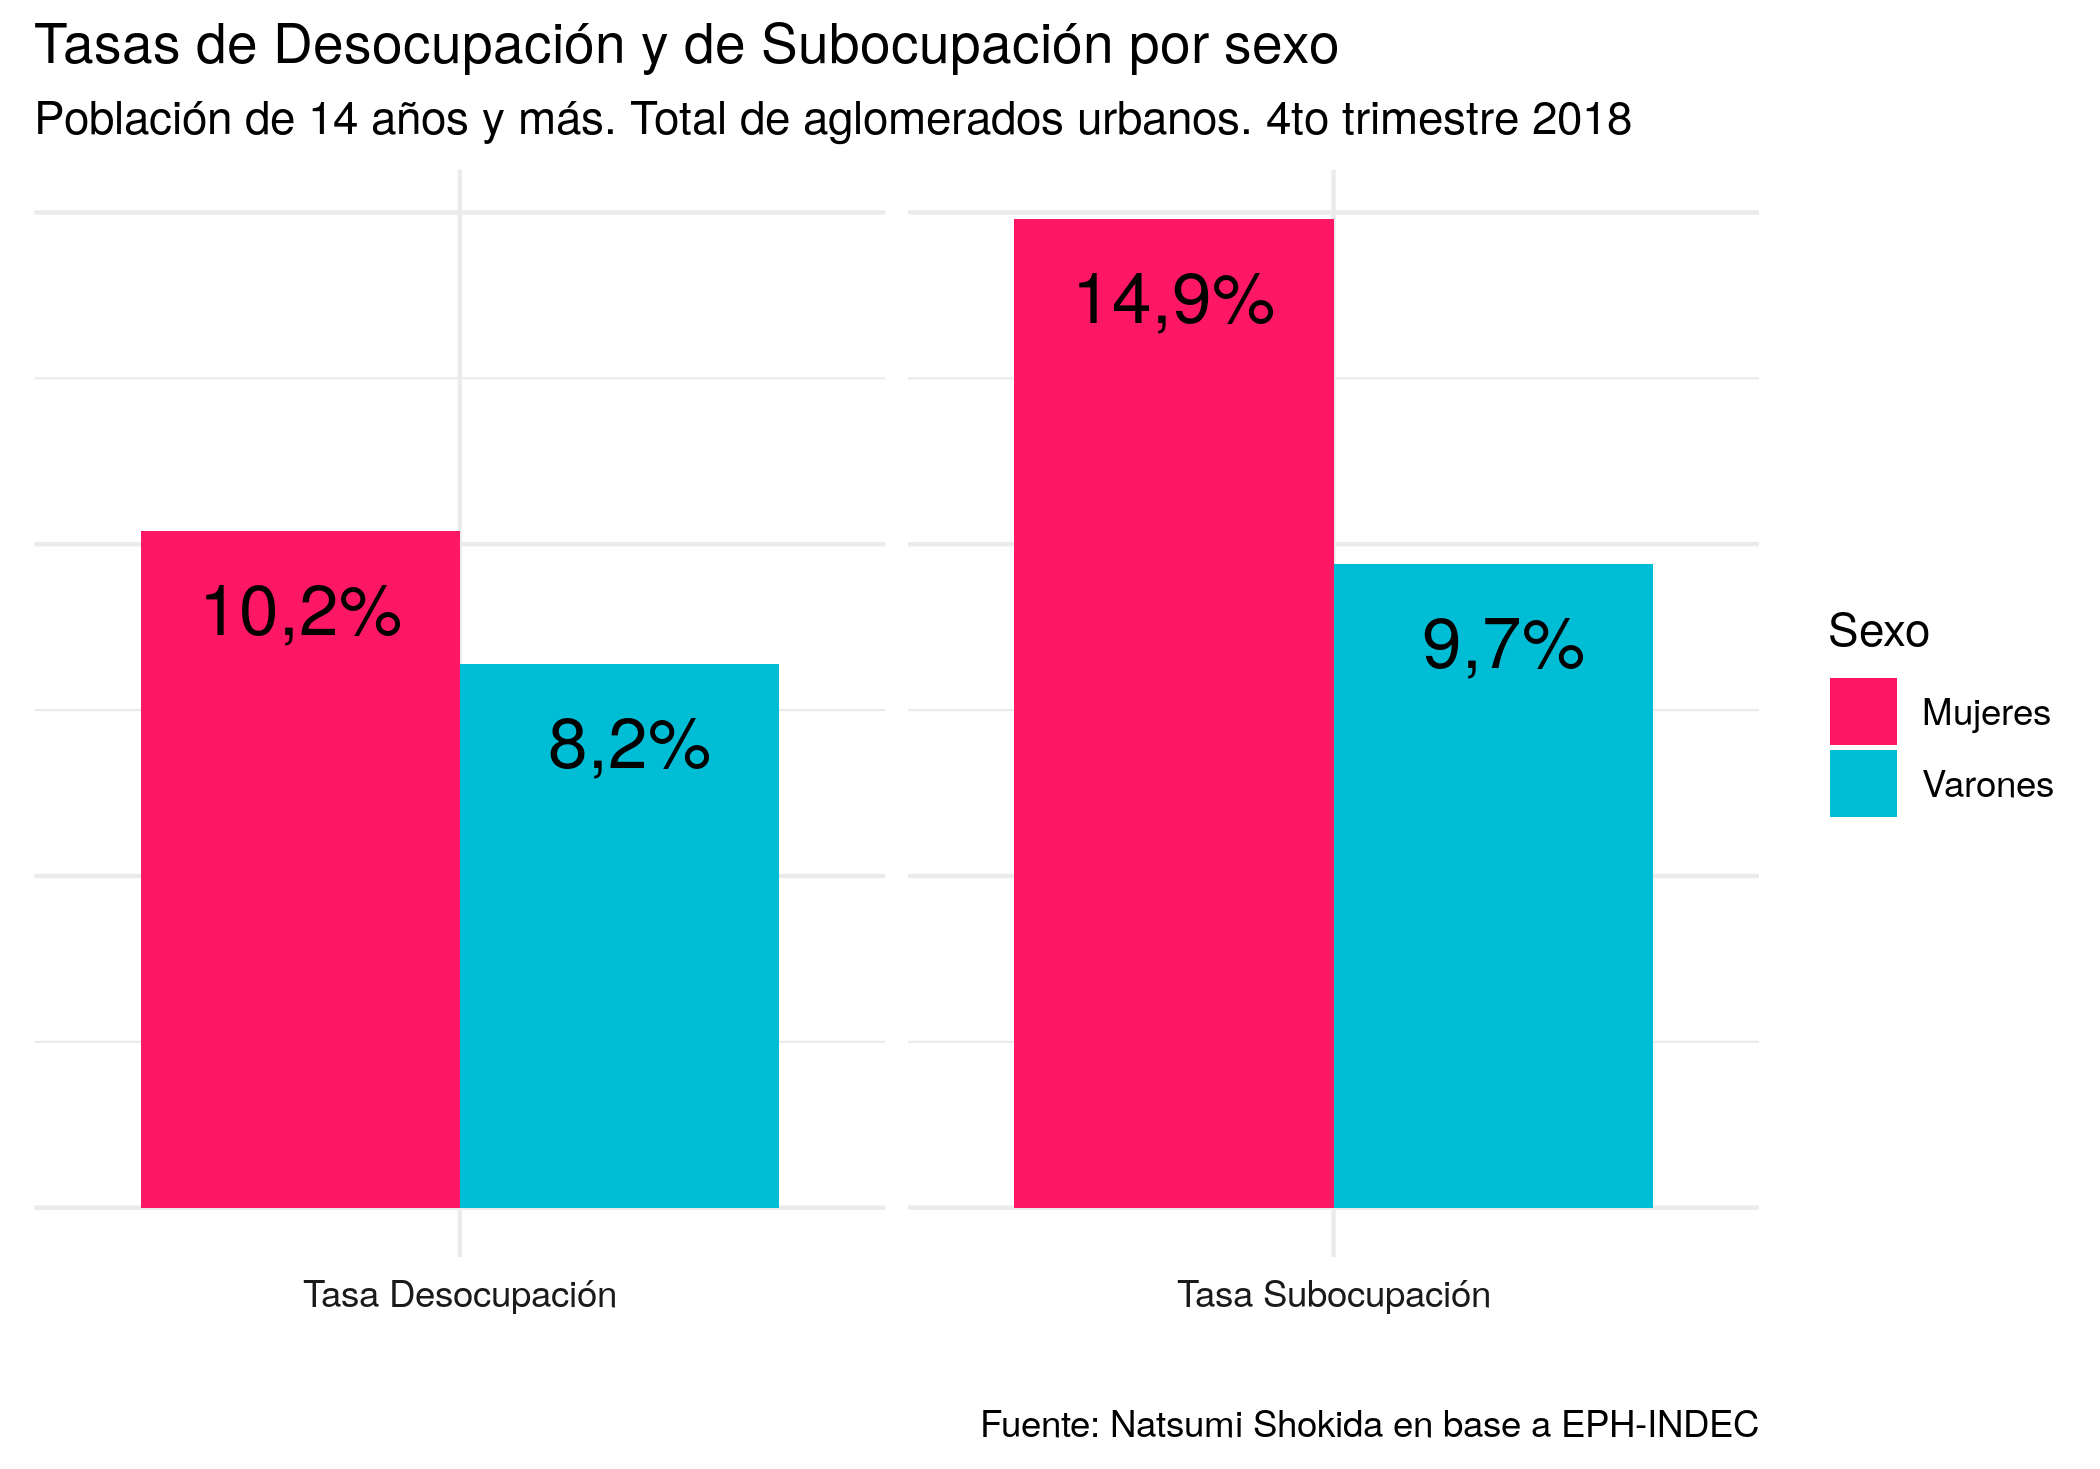 Tasas de Desocupación y de Subocupación por sexo
Población de 14 años y más. Total de aglomerados urbanos. 4to trimestre 2018
14,9%
10,2%
9,7%
8,2%
Sexo
Mujeres
Varones
Tasa Desocupación
Tasa Subocupación
Fuente: Natsumi Shokida en base a EPH-INDEC